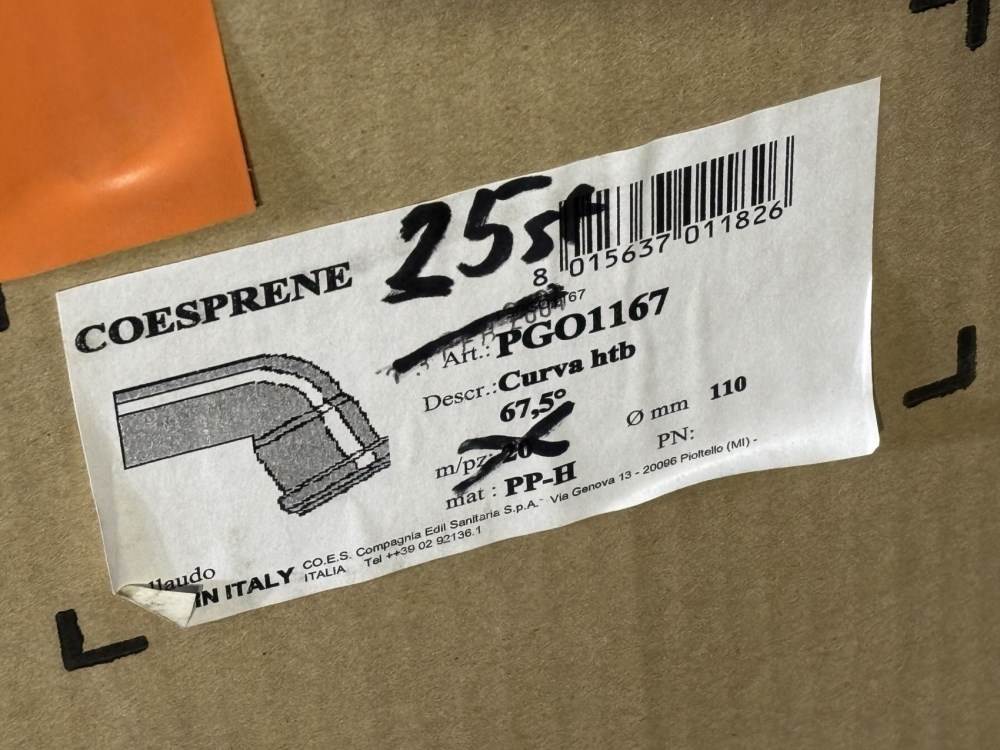 COESPRENE
25
8 015637 011826
Art.: PGO1167
Descr.: Curva htb
67,5°
Ø mm 110
m/pz: 20
PN:
mat : PP-H
CO.E.S. Compagnia Edil Sanitaria S.p.A. Via Genova 13 - 20096 Pioltello (MI) -
ITALIA Tel ++39 02 92136.1
llaudo
IN ITALY